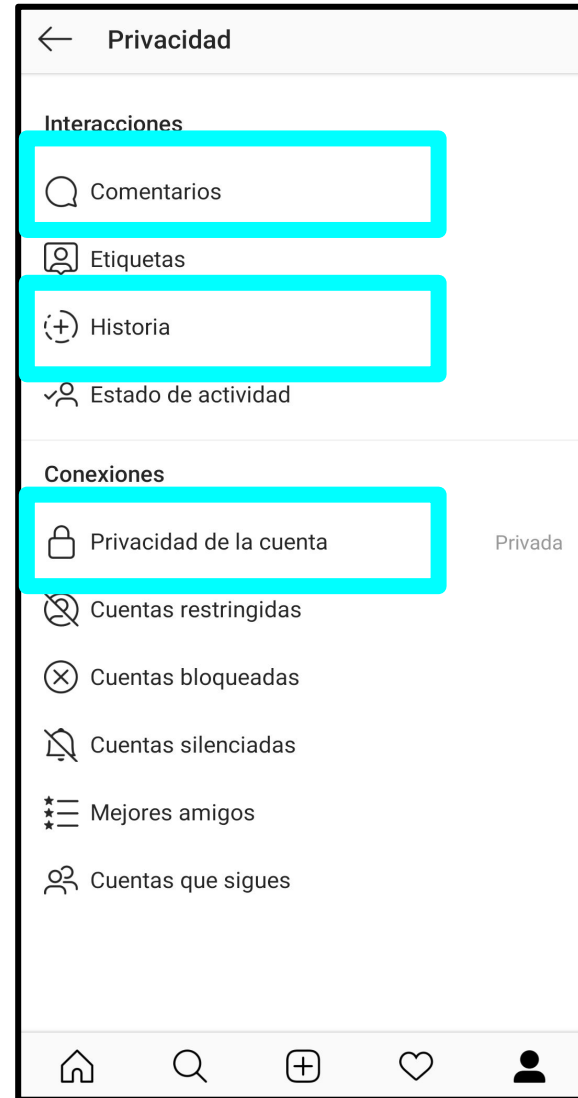 Privacidad
Interacciones
Comentarios
Etiquetas
Historia
Estado de actividad
Conexiones
Privacidad de la cuenta Privada
Cuentas restringidas
Cuentas bloqueadas
Cuentas silenciadas
Mejores amigos
Cuentas que sigues